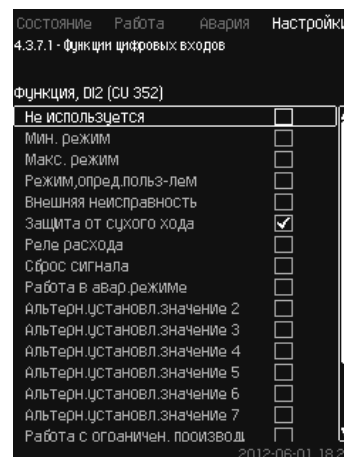 Состояние Работа Авария Настройки
4.3.7.1 - Функции цифровых входов
Функция, DI2 (CU 352)
Не используется
Мин. режим
Макс. режим
Режим,опред.польз-лем
Внешняя неисправность
Защита от сухого хода
Реле расхода
Сброс сигнала
Работа в авар.режиме
Альтерн.установл.значение 2
Альтерн.установл.значение 3
Альтерн.установл.значение 4
Альтерн.установл.значение 5
Альтерн.установл.значение 6
Альтерн.установл.значение 7
Работа с ограничен. производ
2012-06-01 18:2